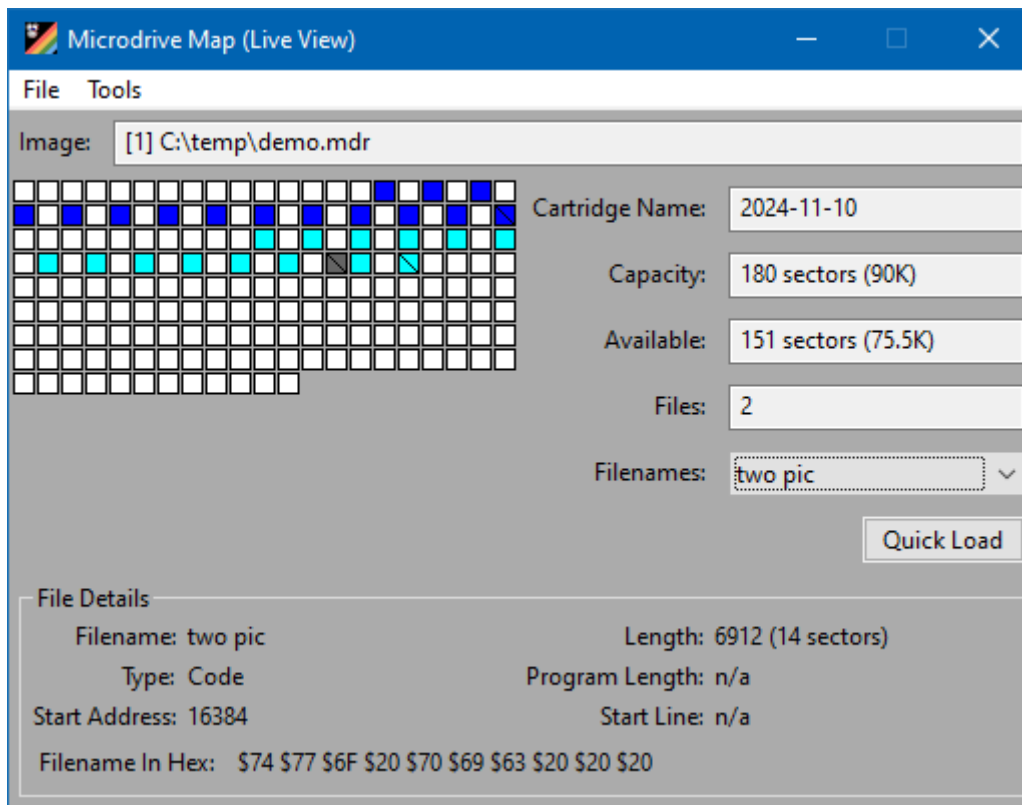 Microdrive Map (Live View)
File Tools
Image: [1] C:\temp\demo.mdr
Cartridge Name: 2024-11-10
Capacity: 180 sectors (90K)
Available: 151 sectors (75.5K)
Files: 2
Filenames: two pic
Quick Load
File Details
Filename: two pic Length: 6912 (14 sectors)
Type: Code Program Length: n/a
Start Address: 16384 Start Line: n/a
Filename In Hex: $74 $77 $6F $20 $70 $69 $63 $20 $20 $20